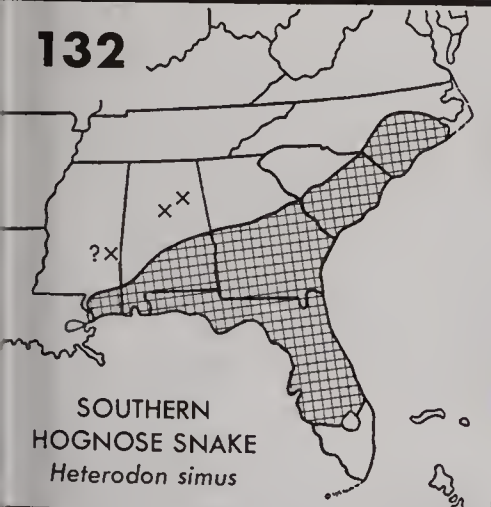 132
× ×
?×
SOUTHERN
HOGNOSE SNAKE
Heterodon simus